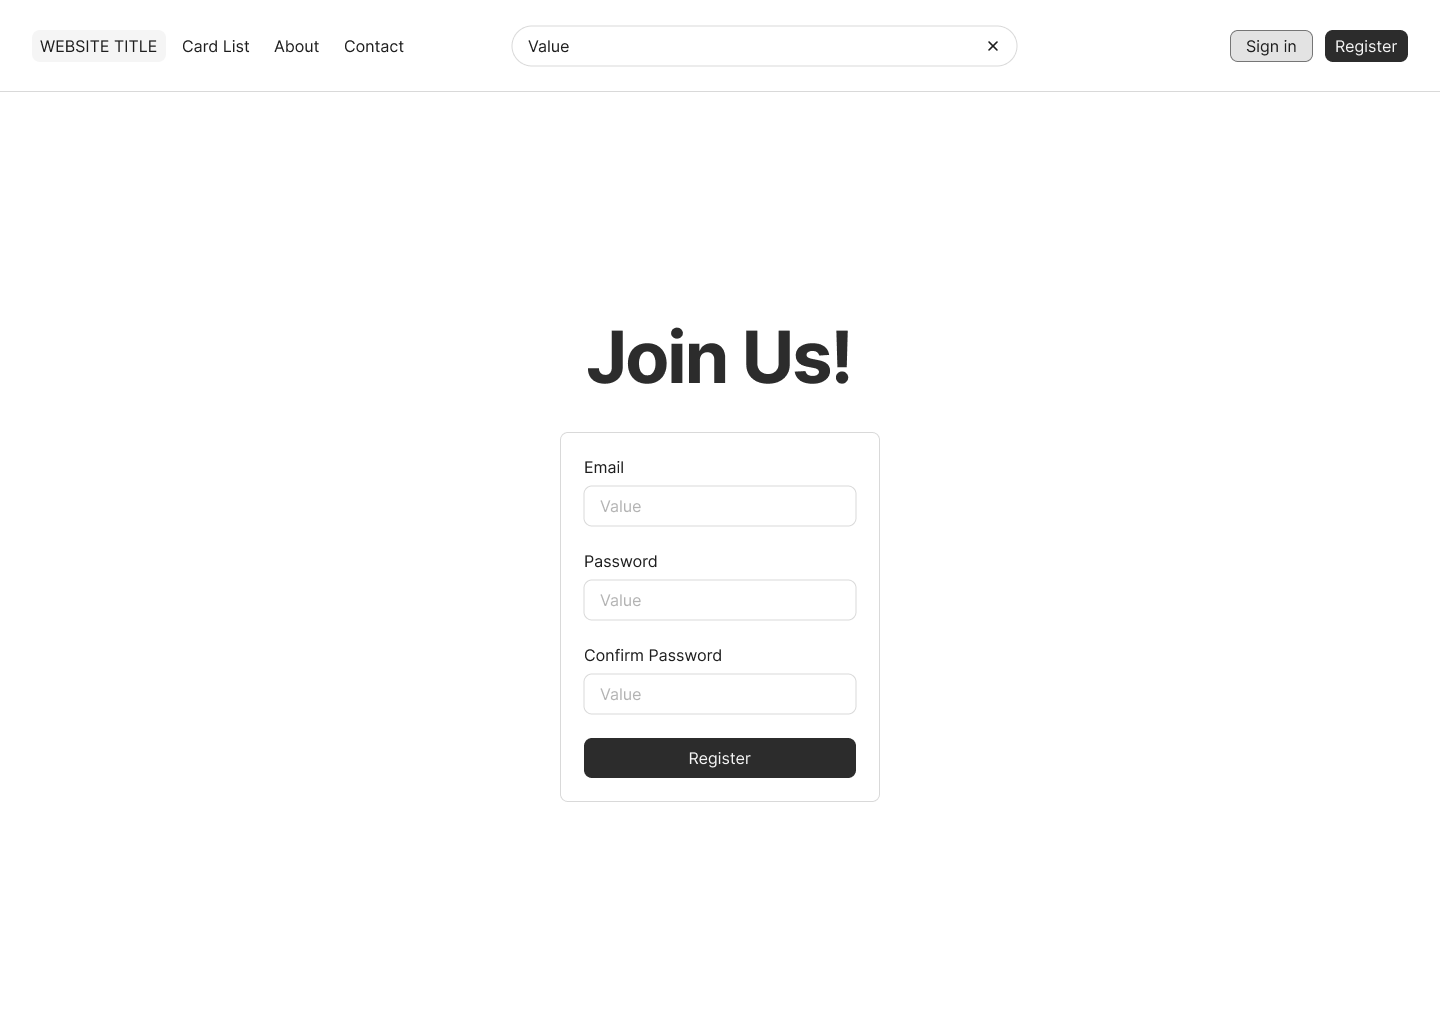 WEBSITE TITLE Card List About Contact Value Sign in Register
Join Us!
Email
Value
Password
Value
Confirm Password
Value
Register